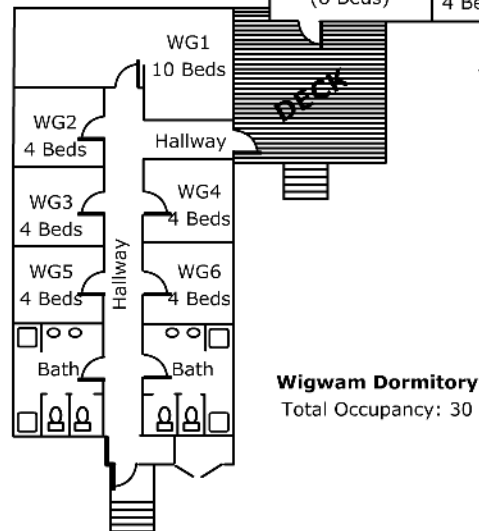 (6 Beds)
4 Be
WG1
10 Beds
DECK
WG2
4 Beds
Hallway
WG3
4 Beds
WG4
4 Beds
Hallway
WG5
4 Beds
WG6
4 Beds
Bath
Bath
Wigwam Dormitory
Total Occupancy: 30